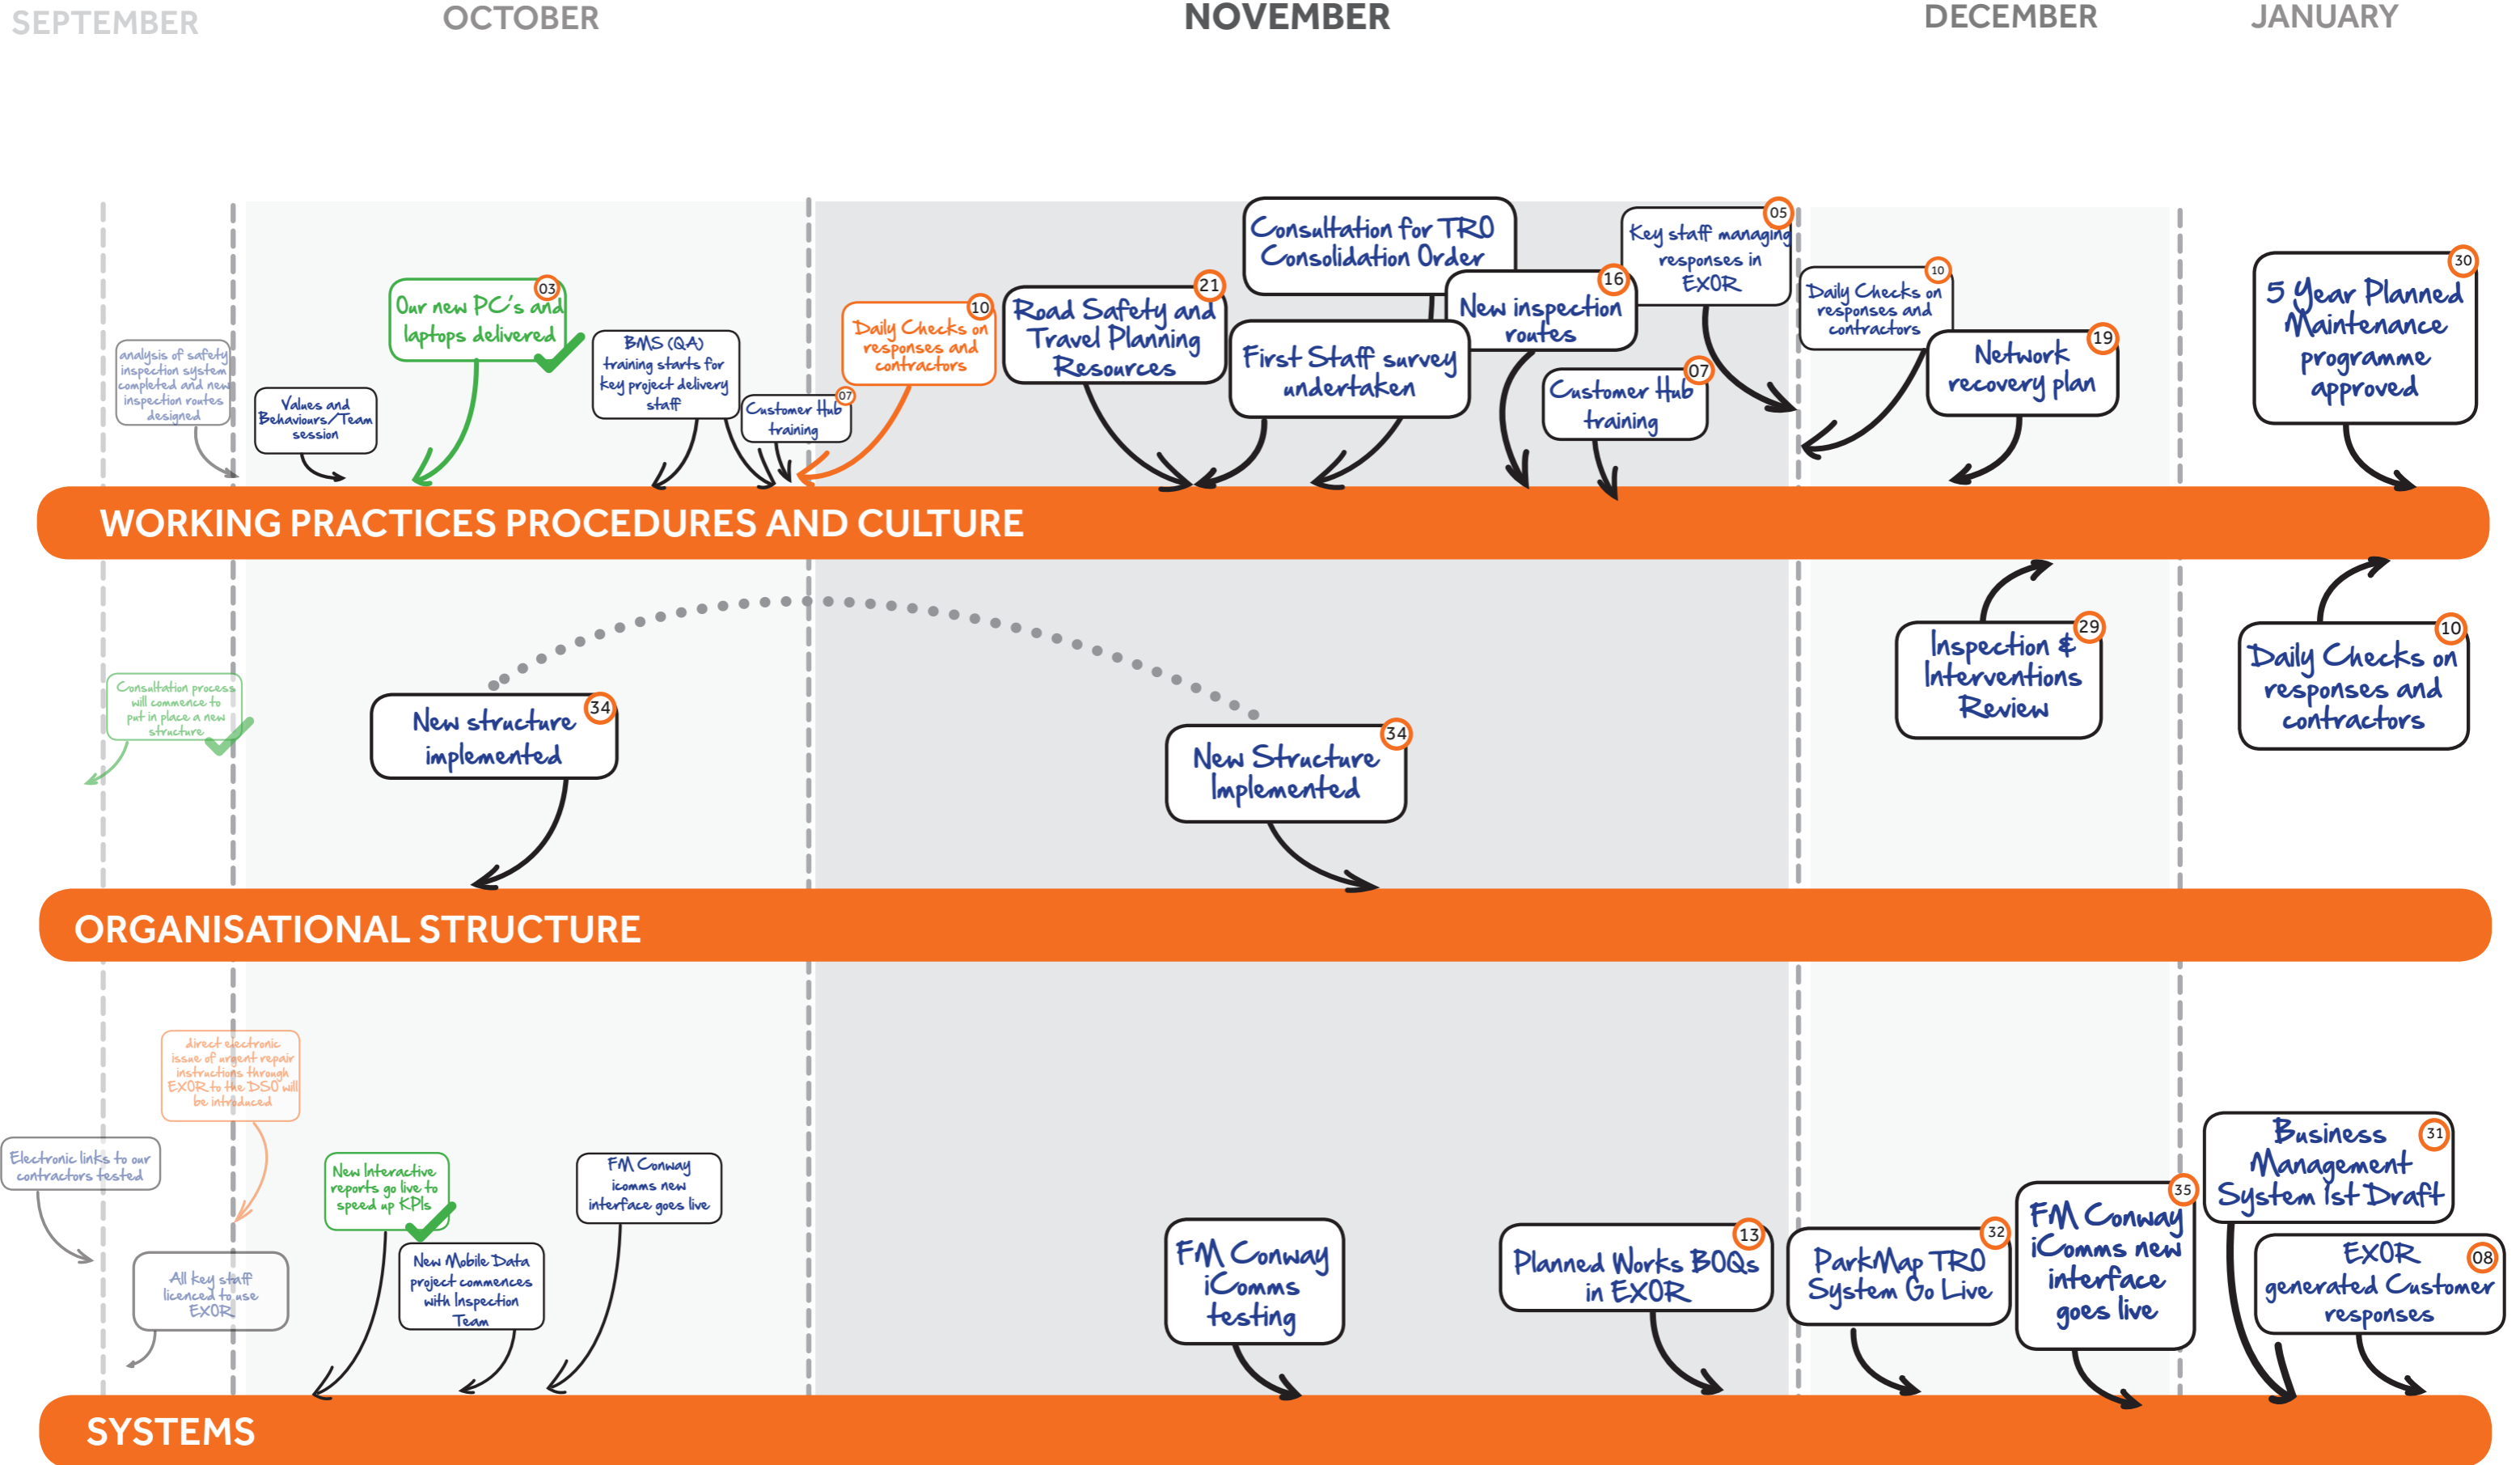 SEPTEMBER
OCTOBER
NOVEMBER
DECEMBER
JANUARY
analysis of safety
inspection system
completed and new
inspection routes
designed
Values and
Behaviours/Team
session
03
Our new PC's and
laptops delivered
BMS (QA)
training starts for
key project delivery
staff
07
Customer Hub
training
10
Daily Checks on
responses and
contractors
21
Road Safety and
Travel Planning
Resources
Consultation for TRO
Consolidation Order
First Staff survey
undertaken
16
New inspection
routes
05
Key staff managing
responses in
EXOR
07
Customer Hub
training
10
Daily Checks on
responses and
contractors
19
Network
recovery plan
30
5 Year Planned
Maintenance
programme
approved
WORKING PRACTICES PROCEDURES AND CULTURE
Consultation process
will commence to
put in place a new
structure
34
New structure
implemented
34
New Structure
Implemented
29
Inspection &
Interventions
Review
10
Daily Checks on
responses and
contractors
ORGANISATIONAL STRUCTURE
direct electronic
issue of urgent repair
instructions through
EXOR to the DSO will
be introduced
Electronic links to our
contractors tested
All key staff
licenced to use
EXOR
New Interactive
reports go live to
speed up KPIs
New Mobile Data
project commences
with Inspection
Team
FM Conway
icomms new
interface goes live
FM Conway
iComms
testing
13
Planned Works BOQs
in EXOR
32
ParkMap TRO
System Go Live
35
FM Conway
iComms new
interface
goes live
31
Business
Management
System 1st Draft
08
EXOR
generated Customer
responses
SYSTEMS